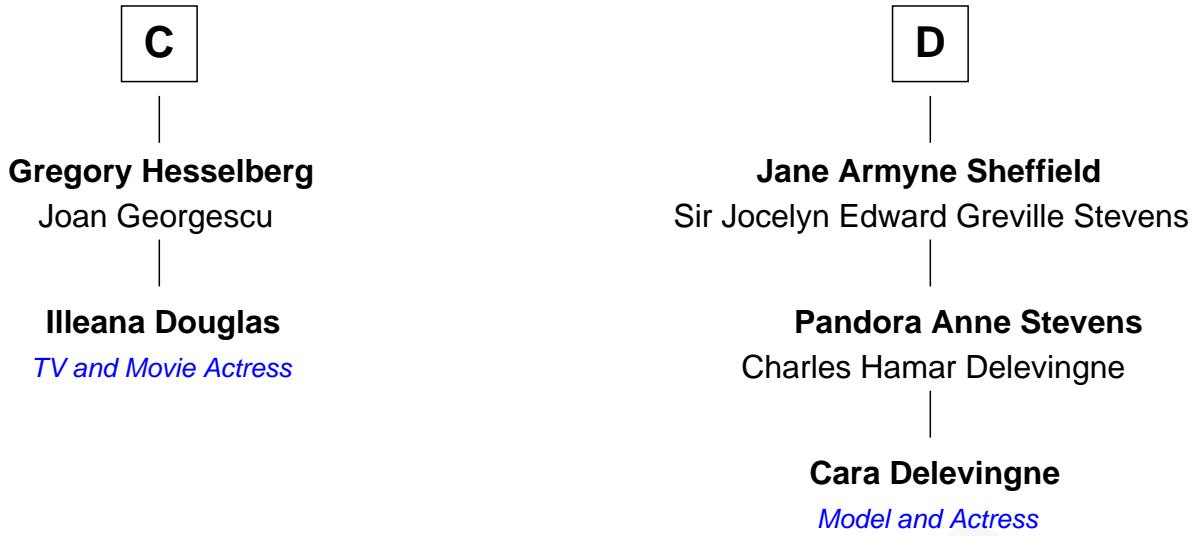 C
Gregory Hesselberg
Joan Georgescu
Illeana Douglas
TV and Movie Actress
D
Jane Armyne Sheffield
Sir Jocelyn Edward Greville Stevens
Pandora Anne Stevens
Charles Hamar Delevingne
Cara Delevingne
Model and Actress